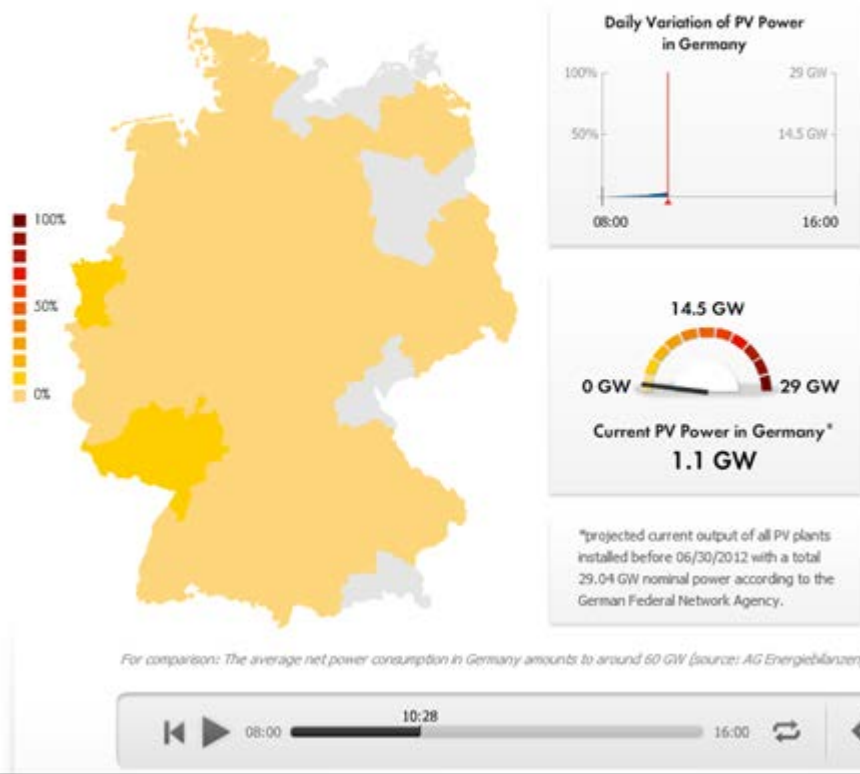 Daily Variation of PV Power
in Germany
100%
29 GW
50%
14.5 GW
08:00
16:00
100%
50%
0%
14.5 GW
0 GW
29 GW
Current PV Power in Germany*
1.1 GW
*projected current output of all PV plants
installed before 06/30/2012 with a total
29.04 GW nominal power according to the
German Federal Network Agency.
For comparison: The average net power consumption in Germany amounts to around 60 GW (source: AG Energiebilanzen
10:28
08:00
16:00